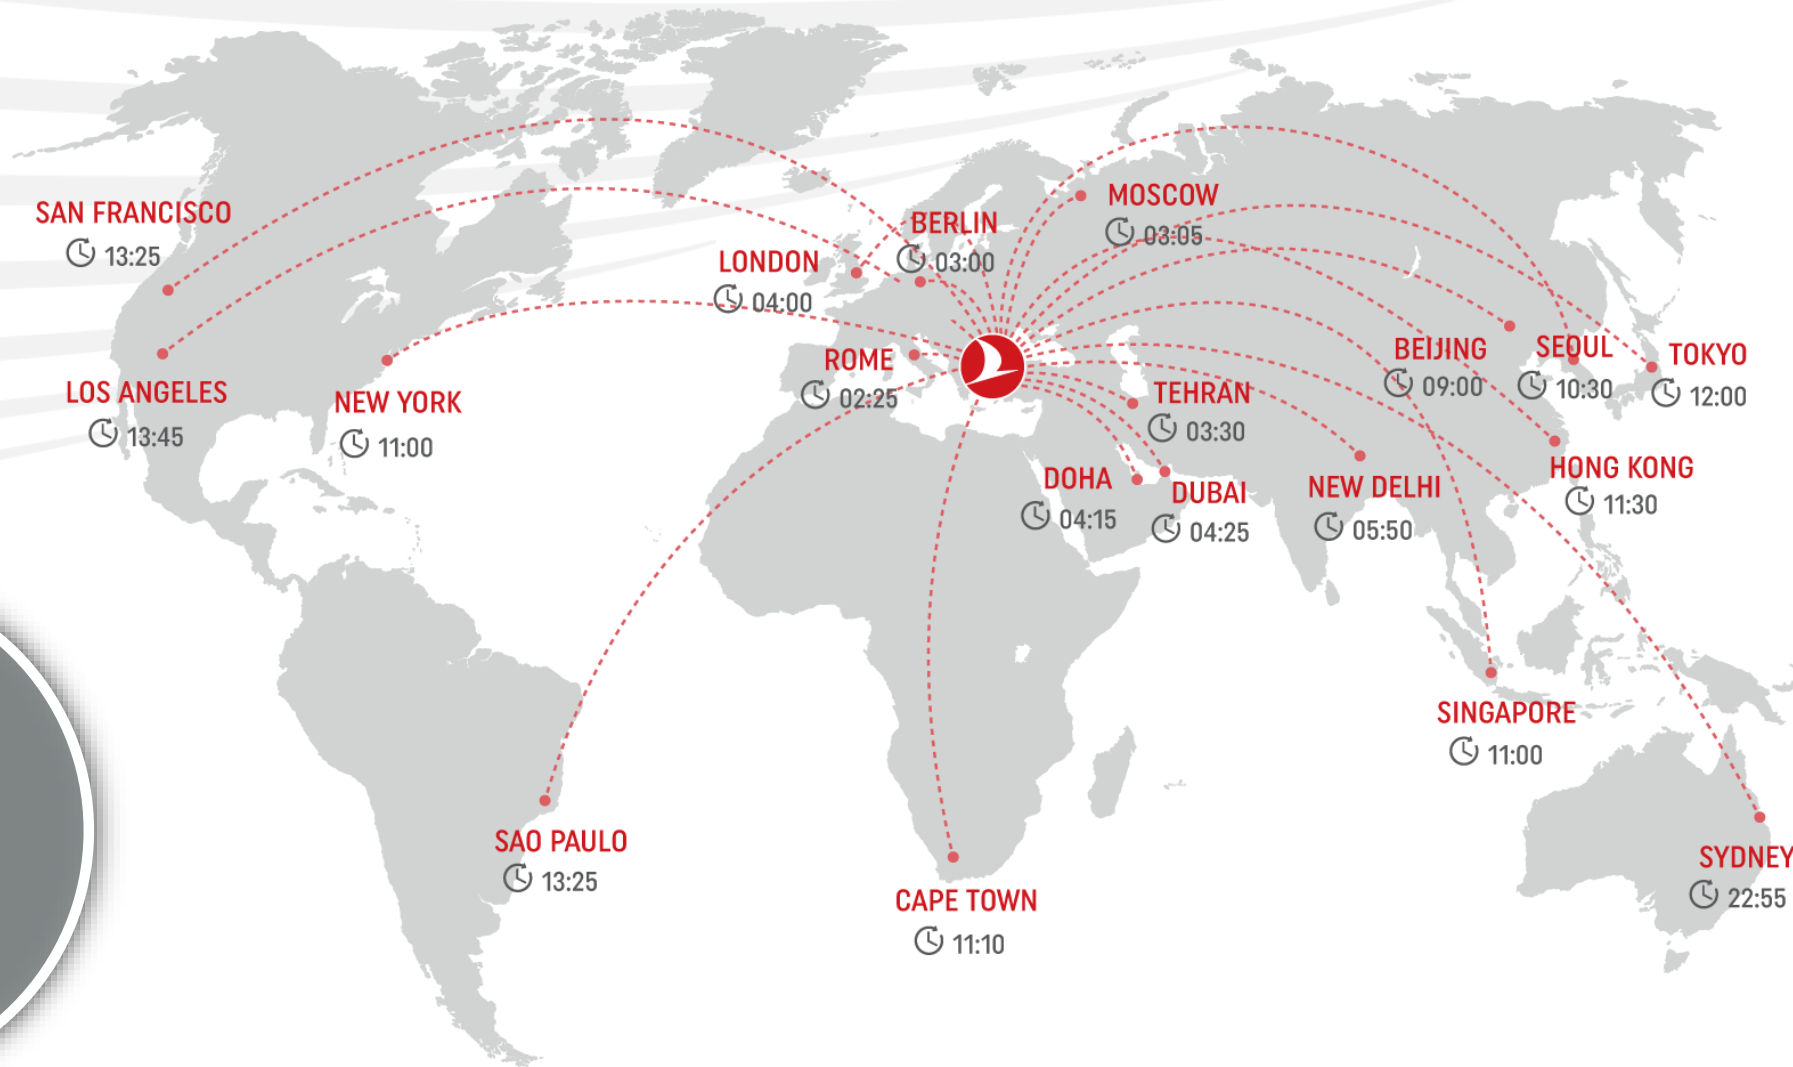 SAN FRANCISCO
13:25
LOS ANGELES
13:45
NEW YORK
11:00
LONDON
04:00
BERLIN
03:00
MOSCOW
03:05
ROME
02:25
TEHRAN
03:30
DOHA
04:15
DUBAI
04:25
NEW DELHI
05:50
BEIJING
09:00
SEOUL
10:30
TOKYO
12:00
HONG KONG
11:30
SINGAPORE
11:00
SYDNEY
22:55
SAO PAULO
13:25
CAPE TOWN
11:10